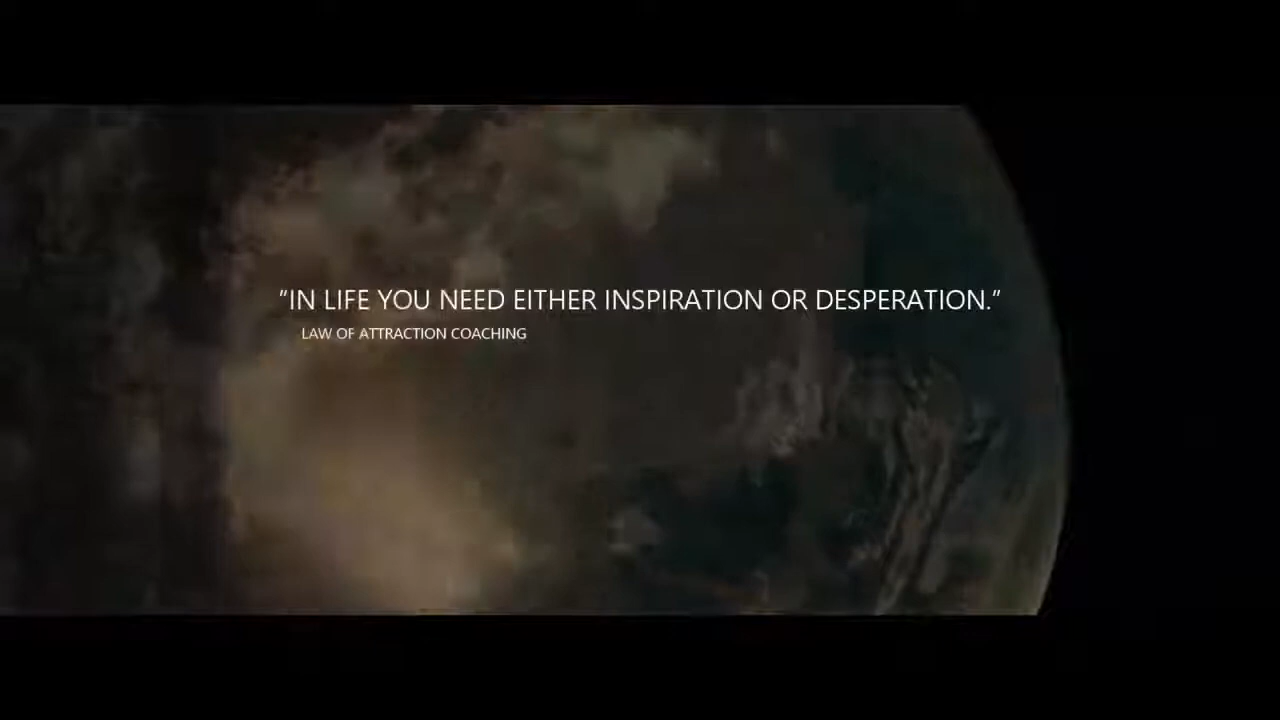 “IN LIFE YOU NEED EITHER INSPIRATION OR DESPERATION.”
LAW OF ATTRACTION COACHING